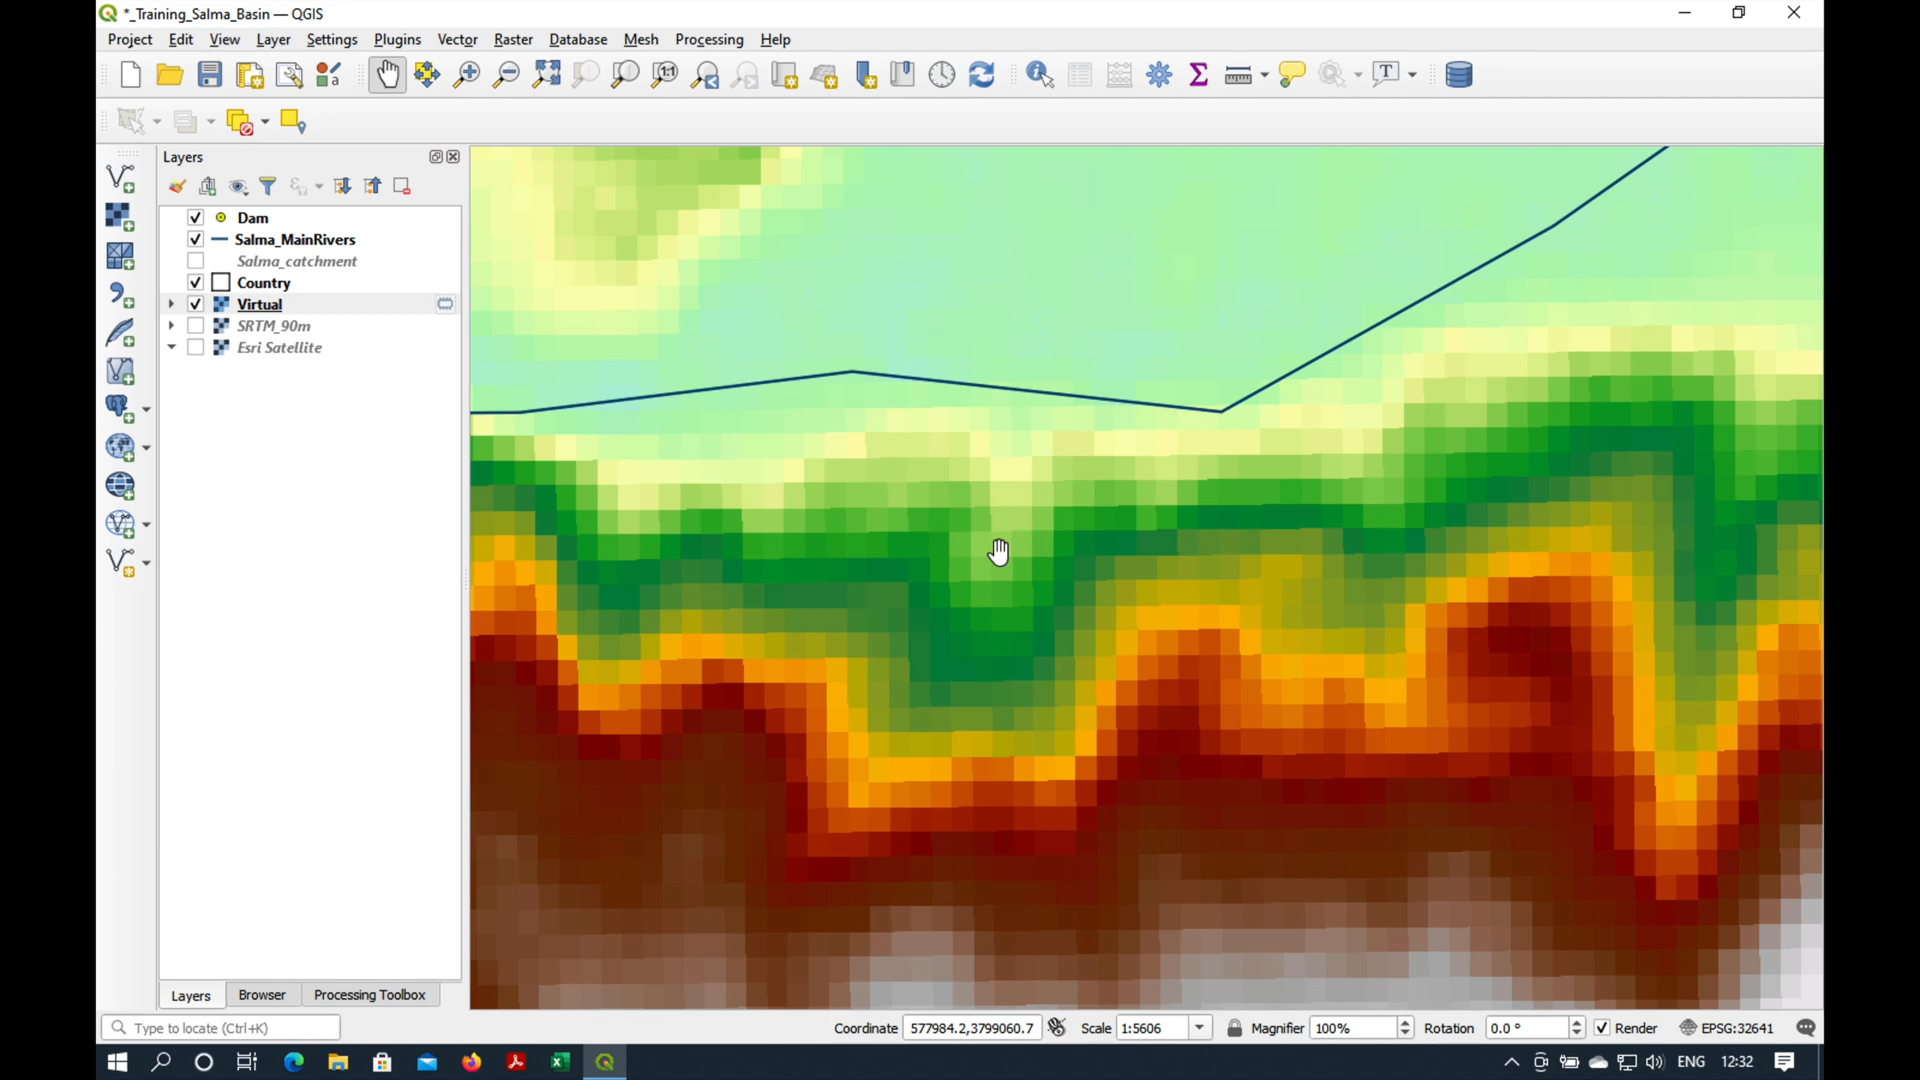 *_Training_Salma_Basin — QGIS
Project Edit View Layer Settings Plugins Vector Raster Database Mesh Processing Help
Layers
Dam
Salma_MainRivers
Salma_catchment
Country
Virtual
SRTM_90m
Esri Satellite
Layers Browser Processing Toolbox
Type to locate (Ctrl+K) Coordinate 577984.2,3799060.7 Scale 1:5606 Magnifier 100% Rotation 0.0 ° Render EPSG:32641
ENG 12:32